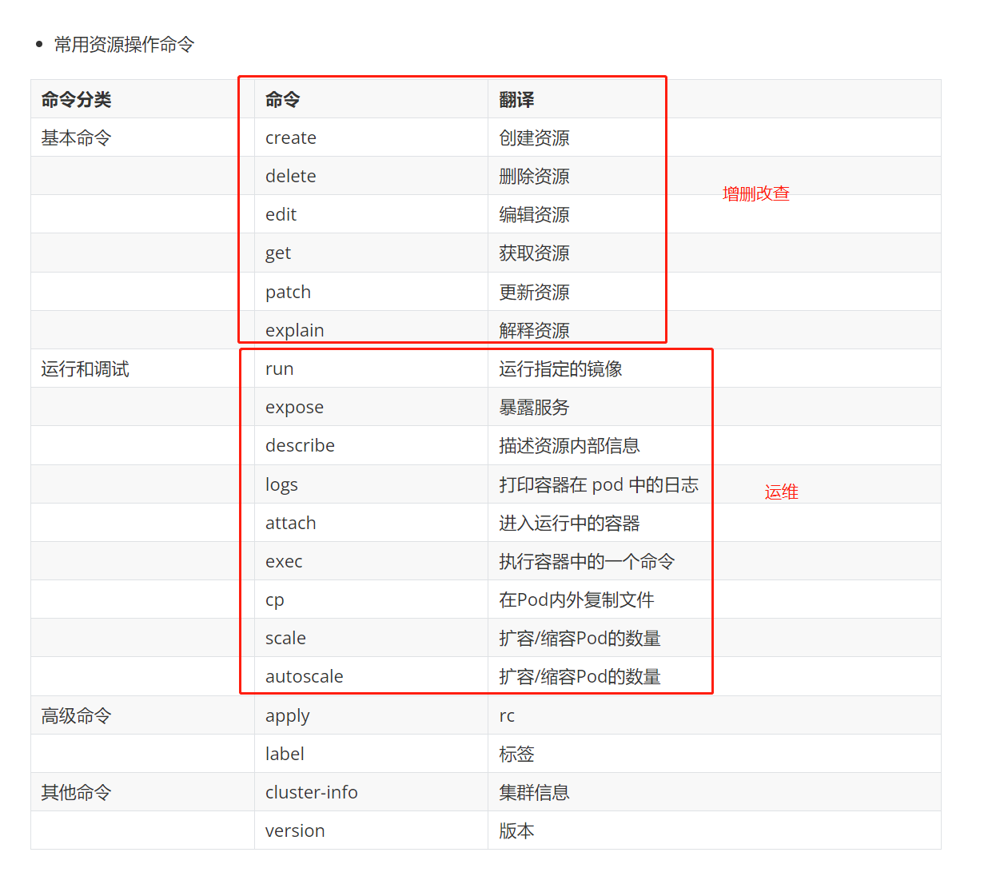 常用资源操作命令
命令分类 命令 翻译
基本命令 create 创建资源
delete 删除资源
增删改查
edit 编辑资源
get 获取资源
patch 更新资源
explain 解释资源
运行和调试 run 运行指定的镜像
expose 暴露服务
describe 描述资源内部信息
logs 打印容器在 pod 中的日志
运维
attach 进入运行中的容器
exec 执行容器中的一个命令
cp 在Pod内外复制文件
scale 扩容/缩容Pod的数量
autoscale 扩容/缩容Pod的数量
高级命令 apply rc
label 标签
其他命令 cluster-info 集群信息
version 版本